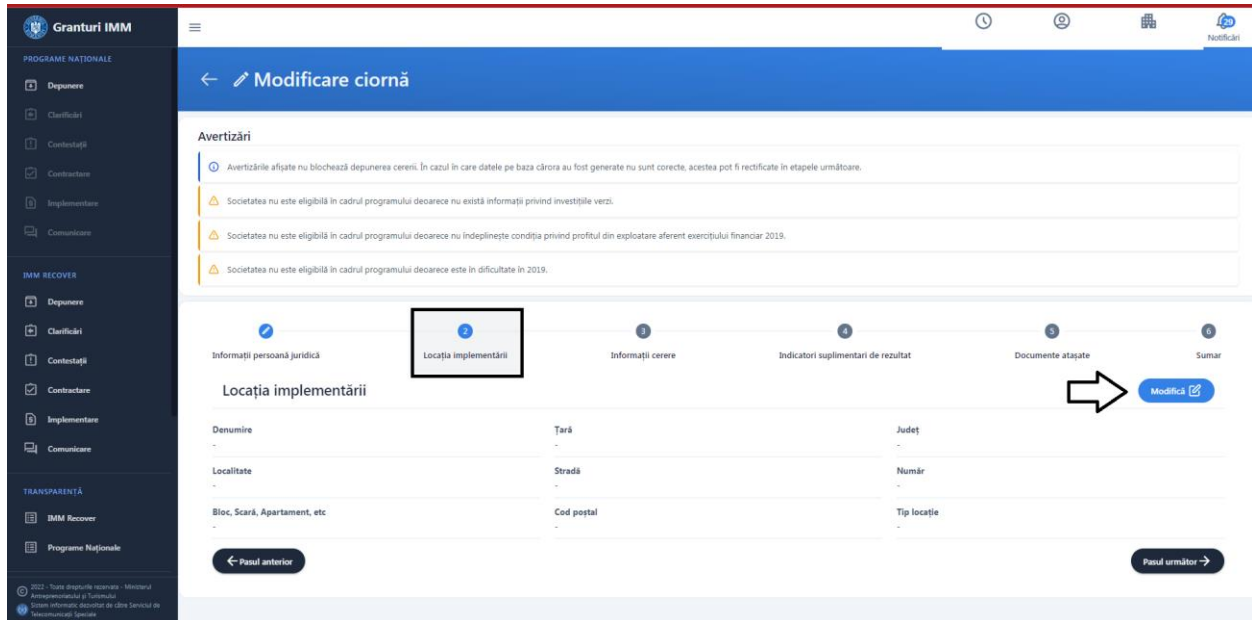 Granturi IMM
29
Notificări
PROGRAME NAȚIONALE
Depunere
Clarificări
Contestații
Contractare
Implementare
Comunicare
IMM RECOVER
Depunere
Clarificări
Contestații
Contractare
Implementare
Comunicare
TRANSPARENȚĂ
IMM Recover
Programe Naționale
2022 - Toate drepturile rezervate - Ministerul
Antreprenoriatului și Turismului
Sistem informatic dezvoltat de către Serviciul de
Telecomunicații Speciale
Modificare ciornă
Avertizări
Avertizările afișate nu blochează depunerea cererii. În cazul în care datele pe baza cărora au fost generate nu sunt corecte, acestea pot fi rectificate în etapele următoare.
Societatea nu este eligibilă în cadrul programului deoarece nu există informații privind investițiile verzi.
Societatea nu este eligibilă în cadrul programului deoarece nu îndeplinește condiția privind profitul din exploatare aferent exercițiului financiar 2019.
Societatea nu este eligibilă în cadrul programului deoarece este în dificultate în 2019.
2 3 4 5 6
Informații persoană juridică Locația implementării Informații cerere Indicatori suplimentari de rezultat Documente atașate Sumar
Locația implementării Modifică
Denumire Țară Județ
- - -
Localitate Stradă Număr
- - -
Bloc, Scară, Apartament, etc Cod poștal Tip locație
- - -
Pasul anterior Pasul următor